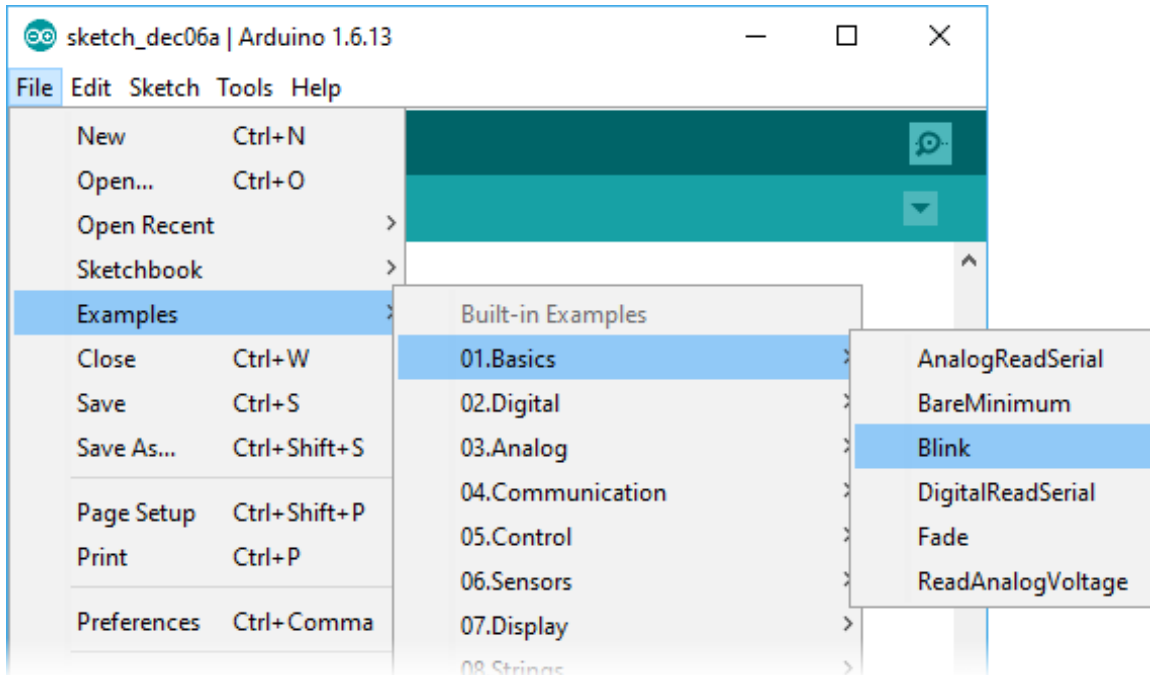 sketch_dec06a | Arduino 1.6.13
File Edit Sketch Tools Help
New Ctrl+N
Open... Ctrl+O
Open Recent
Sketchbook
Examples
Close Ctrl+W
Save Ctrl+S
Save As... Ctrl+Shift+S
Page Setup Ctrl+Shift+P
Print Ctrl+P
Preferences Ctrl+Comma
Built-in Examples
01.Basics
02.Digital
03.Analog
04.Communication
05.Control
06.Sensors
07.Display
08.Strings
AnalogReadSerial
BareMinimum
Blink
DigitalReadSerial
Fade
ReadAnalogVoltage